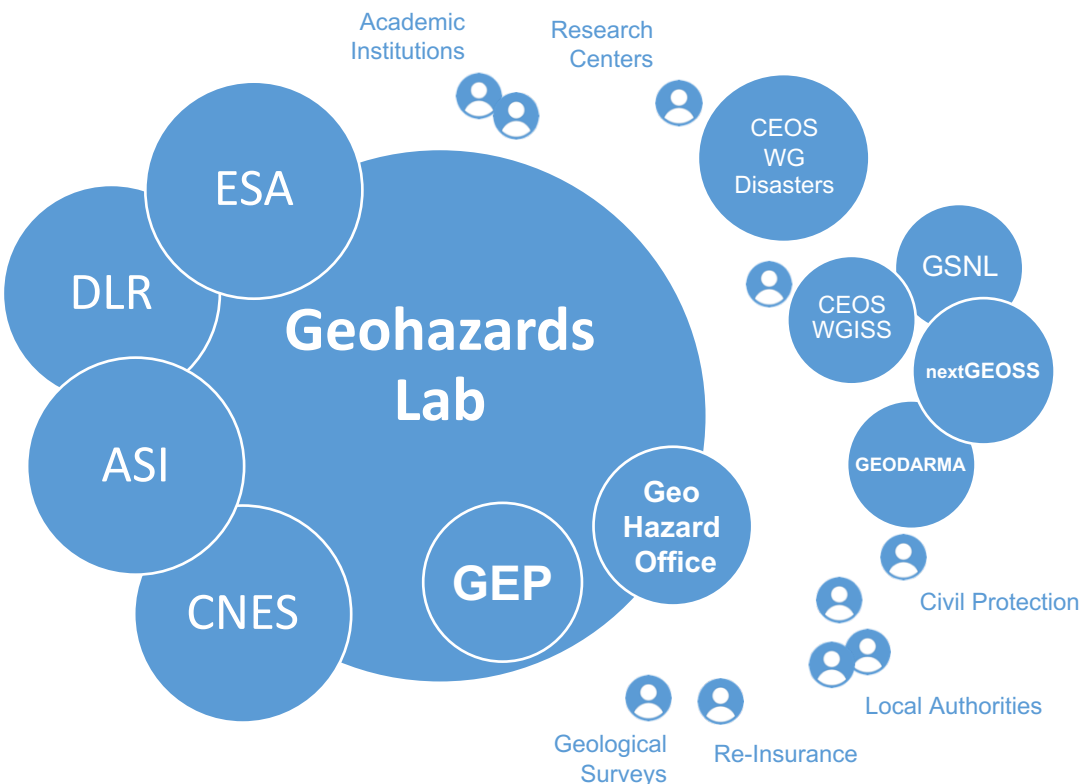 Academic
Institutions
Research
Centers
CEOS
WG
Disasters
ESA
DLR
GSNL
CEOS
WGISS
Geohazards
Lab
nextGEOSS
ASI
GEODARMA
Geo
Hazard
Office
GEP
CNES
Civil Protection
Local Authorities
Geological
Surveys
Re-Insurance